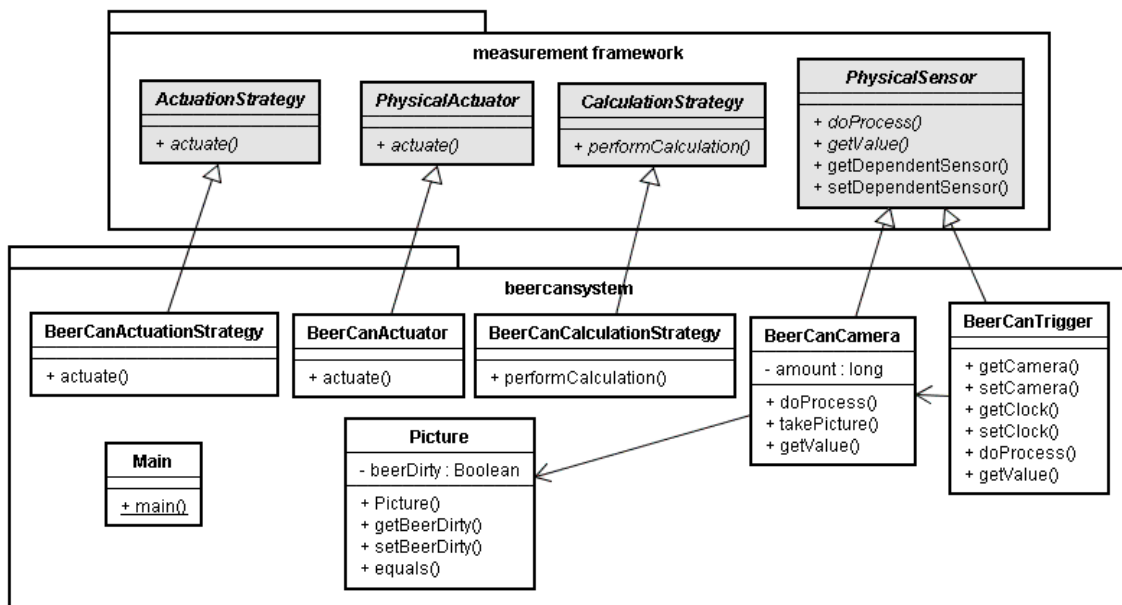 measurement framework
ActuationStrategy
+ actuate()
PhysicalActuator
+ actuate()
CalculationStrategy
+ performCalculation()
PhysicalSensor
+ doProcess()
+ getValue()
+ getDependentSensor()
+ setDependentSensor()
beercansystem
BeerCanActuationStrategy
+ actuate()
BeerCanActuator
+ actuate()
BeerCanCalculationStrategy
+ performCalculation()
BeerCanCamera
- amount : long
+ doProcess()
+ takePicture()
+ getValue()
BeerCanTrigger
+ getCamera()
+ setCamera()
+ getClock()
+ setClock()
+ doProcess()
+ getValue()
Main
+ main()
Picture
- beerDirty : Boolean
+ Picture()
+ getBeerDirty()
+ setBeerDirty()
+ equals()